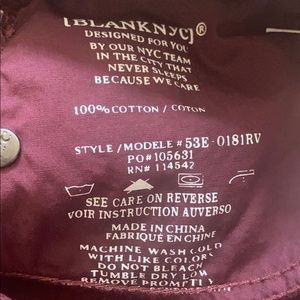 [BLANKNYC]®
DESIGNED FOR YOU
BY OUR NYC TEAM
IN THE CITY THAT
NEVER SLEEPS
BECAUSE WE CARE
100% COTTON / COTON
STYLE / MODELE # 53E-0181RV
PO#105631
RN# 114542
SEE CARE ON REVERSE
VOIR INSTRUCTION AUVERSO
MADE IN CHINA
FABRIQUÉ EN CHINE
MACHINE WASH COLD
WITH LIKE COLORS
DO NOT BLEACH
TUMBLE DRY LOW
REMOVE PROMPTLY